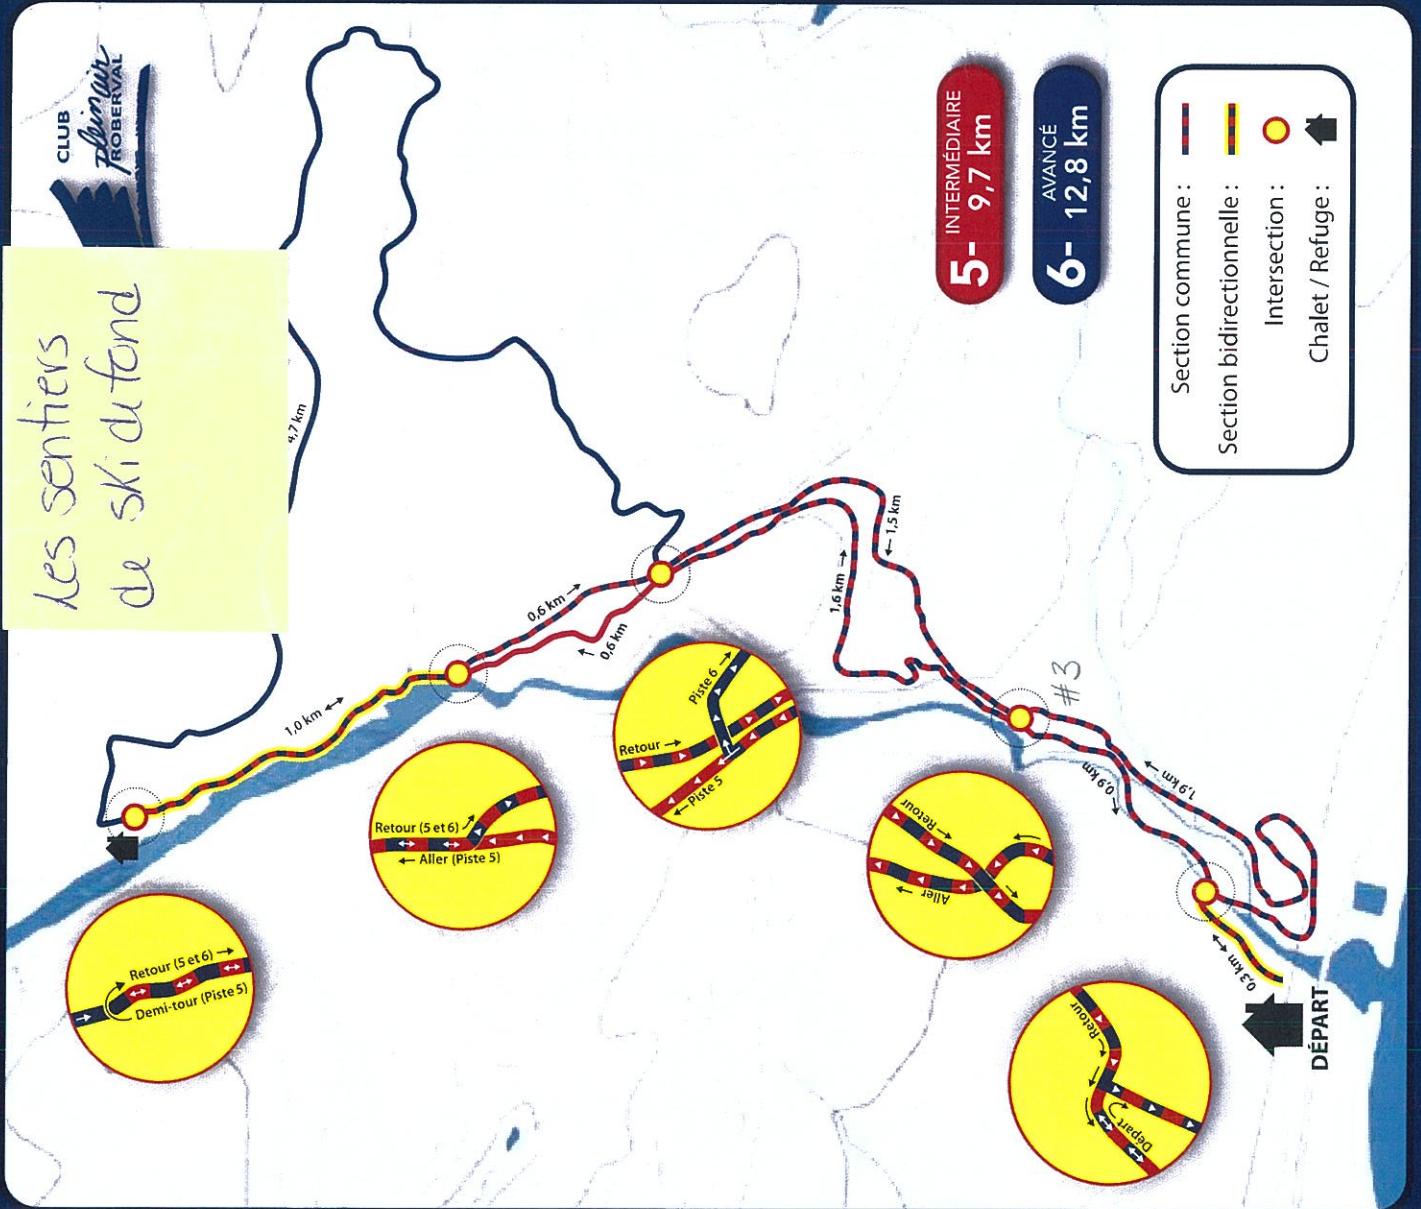 Les sentiers
de ski de fond
CLUB
plein air
ROBERVAL
5- INTERMÉDIAIRE
9,7 km
6- AVANCÉ
12,8 km
Section commune :
Section bidirectionnelle :
Intersection :
Chalet / Refuge :
4,7 km
1,0 km
0,6 km
0,6 km
1,6 km
1,5 km
#3
0,9 km
1,9 km
0,3 km
DÉPART
Retour (5 et 6)
Demi-tour (Piste 5)
Retour (5 et 6)
Aller (Piste 5)
Piste 6
Retour
Piste 5
Retour
Aller
Retour
Départ